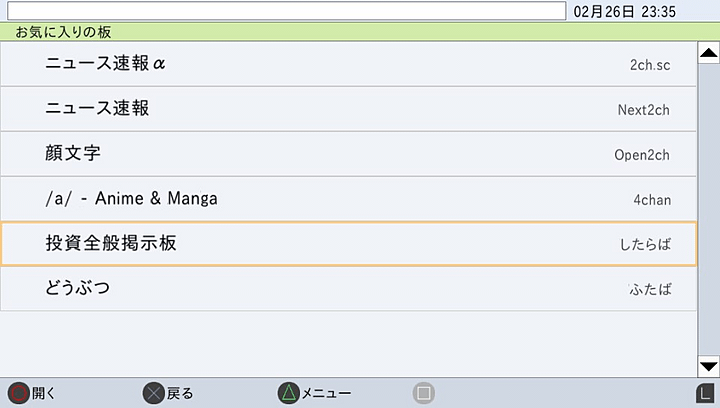 02月26日 23:35
お気に入りの板
ニュース速報α 2ch.sc
ニュース速報 Next2ch
顔文字 Open2ch
/a/ - Anime & Manga 4chan
投資全般掲示板 したらば
どうぶつ ふたば
開く 戻る メニュー L